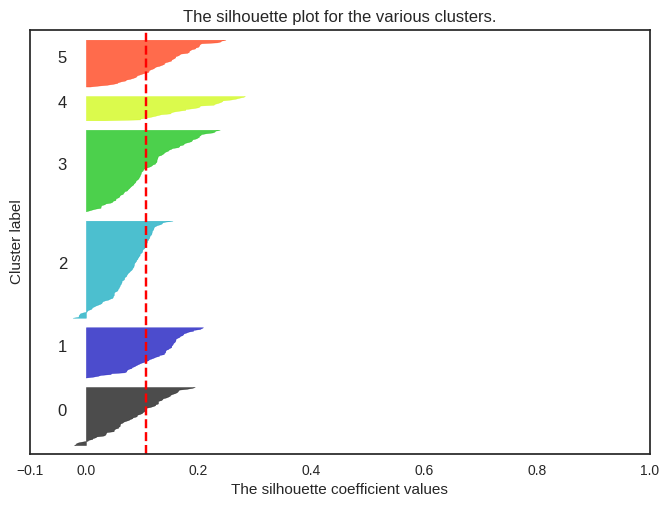 The silhouette plot for the various clusters.
5
4
3
2
1
0
Cluster label
−0.1 0.0 0.2 0.4 0.6 0.8 1.0
The silhouette coefficient values